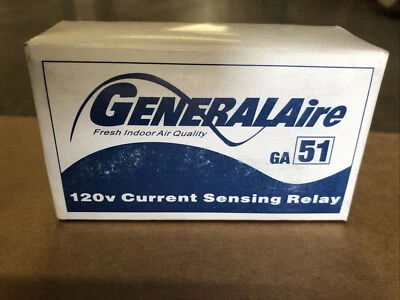 GENERALAire
Fresh Indoor Air Quality
GA 51
120v Current Sensing Relay